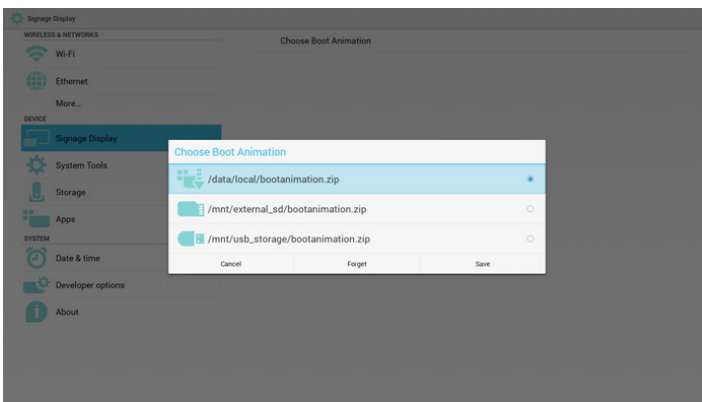 Signage Display
WIRELESS & NETWORKS
Wi-Fi
Ethernet
More...
DEVICE
Signage Display
System Tools
Storage
Apps
SYSTEM
Date & time
Developer options
About
Choose Boot Animation
Choose Boot Animation
/data/local/bootanimation.zip
/mnt/external_sd/bootanimation.zip
/mnt/usb_storage/bootanimation.zip
Cancel Forget Save